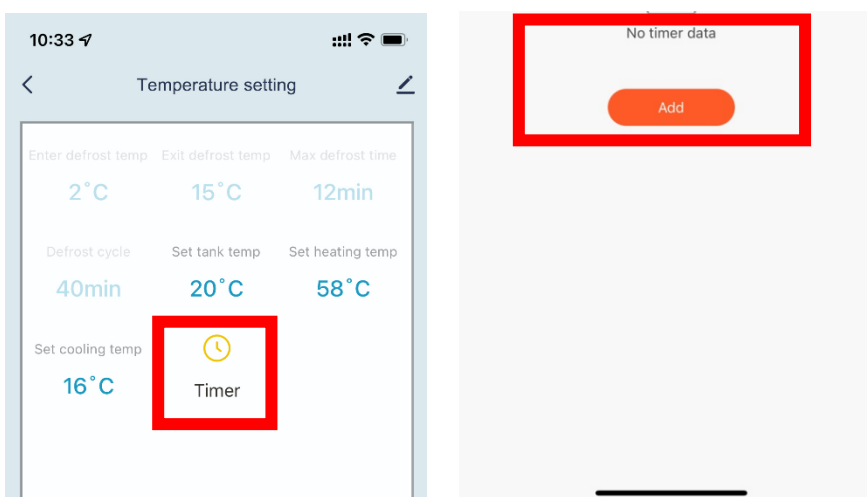 10:33
Temperature setting
Enter defrost temp Exit defrost temp Max defrost time
2°C 15°C 12min
Defrost cycle Set tank temp Set heating temp
40min 20°C 58°C
Set cooling temp
16°C Timer
No timer data
Add